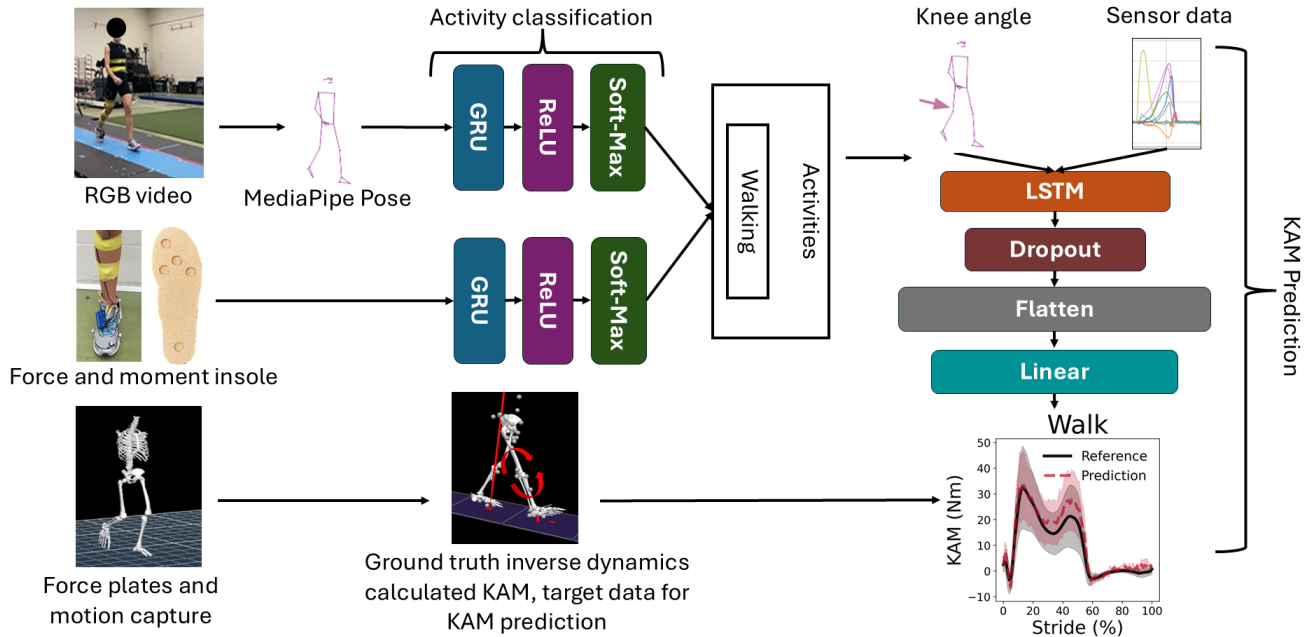 Activity classification
Knee angle
Sensor data
RGB video
MediaPipe Pose
GRU
ReLU
Soft-Max
GRU
ReLU
Soft-Max
Walking
Activities
LSTM
Dropout
Flatten
Linear
KAM Prediction
Force and moment insole
Force plates and
motion capture
Ground truth inverse dynamics
calculated KAM, target data for
KAM prediction
Walk
Reference
Prediction
KAM (Nm)
50
40
30
20
10
0
−10
0 20 40 60 80 100
Stride (%)